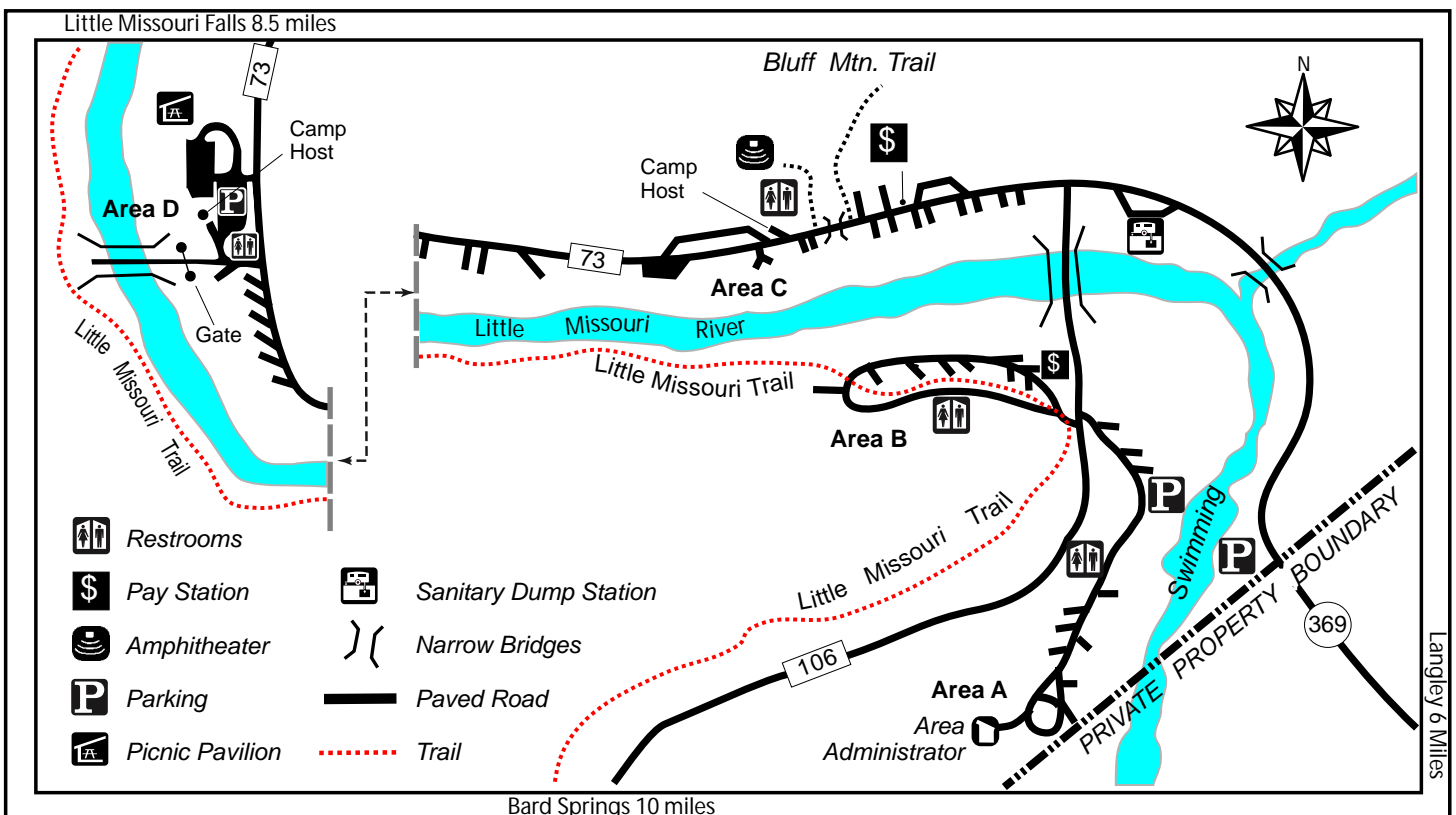 Little Missouri Falls 8.5 miles
73
Camp
Host
P
Area D
Gate
Little Missouri Trail
Bluff Mtn. Trail
$
Camp
Host
N
73
Area C
Little Missouri River
Little Missouri Trail
$
Area B
P
Swimming
P
Little Missouri Trail
106
Area A
Area
Administrator
PRIVATE PROPERTY BOUNDARY
369
Langley 6 Miles
Restrooms
$ Pay Station
Amphitheater
P Parking
Picnic Pavilion
Sanitary Dump Station
Narrow Bridges
Paved Road
Trail
Bard Springs 10 miles